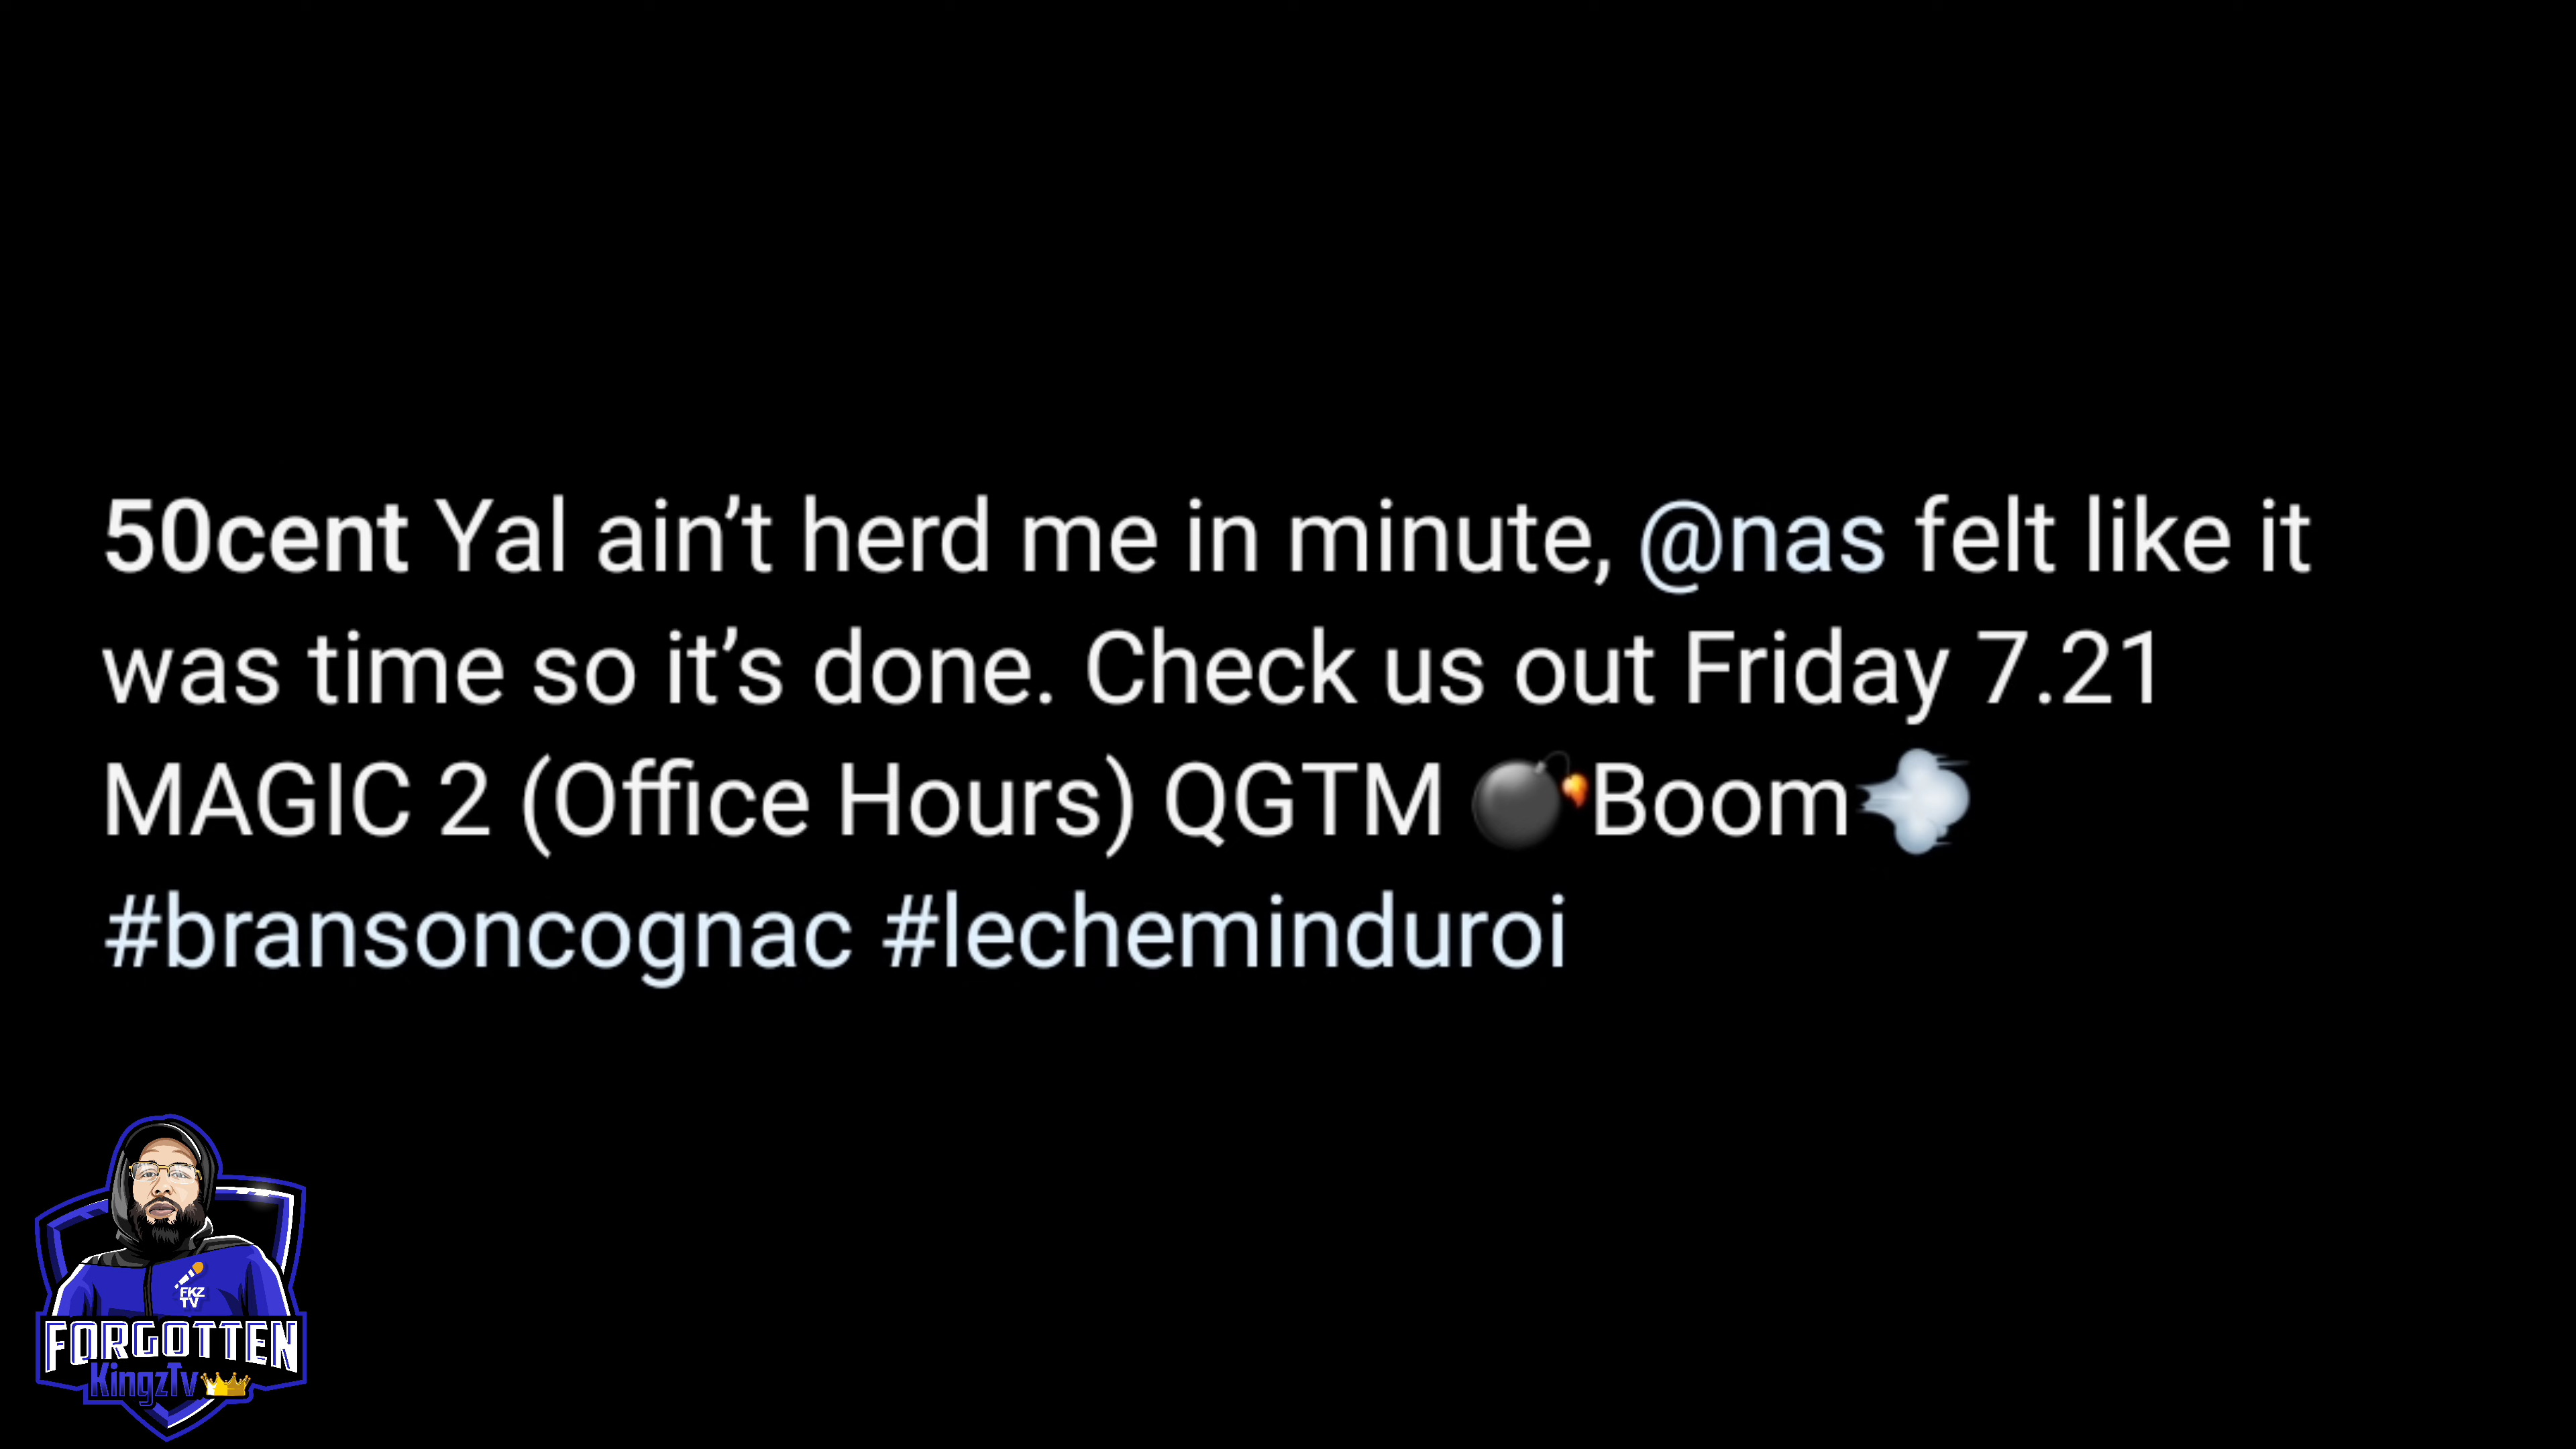 50cent Yal ain’t herd me in minute, @nas felt like it
was time so it’s done. Check us out Friday 7.21
MAGIC 2 (Office Hours) QGTM 💣Boom💨
#bransoncognac #lecheminduroi
FKZ
TV
FORGOTTEN
KingzTv